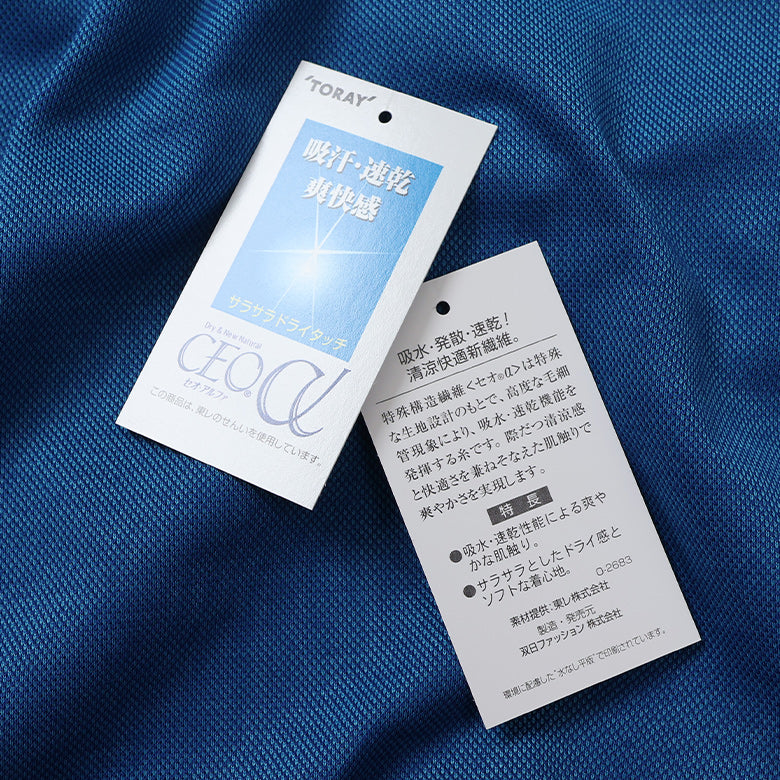 'TORAY'
吸汗・速乾
爽快感
サラサラドライタッチ
Dry & New Natural
CEO®α
セオアルファ
この商品は、東レのせんいを使用しています。
吸水・発散・速乾!
清涼快適新繊維。
特殊構造繊維<セオ®α>は特殊
な生地設計のもとで、高度な毛細
管現象により、吸水・速乾機能を
発揮する糸です。際だつ清涼感
と快適さを兼ねそなえた肌触りで
爽やかさを実現します。
特長
●吸水・速乾性能による爽や
かな肌触り。
●サラサラとしたドライ感と
ソフトな着心地。
O-2683
素材提供:東レ株式会社
製造・発売元
双日ファッション株式会社
環境に配慮した"水なし平版"で印刷されています。